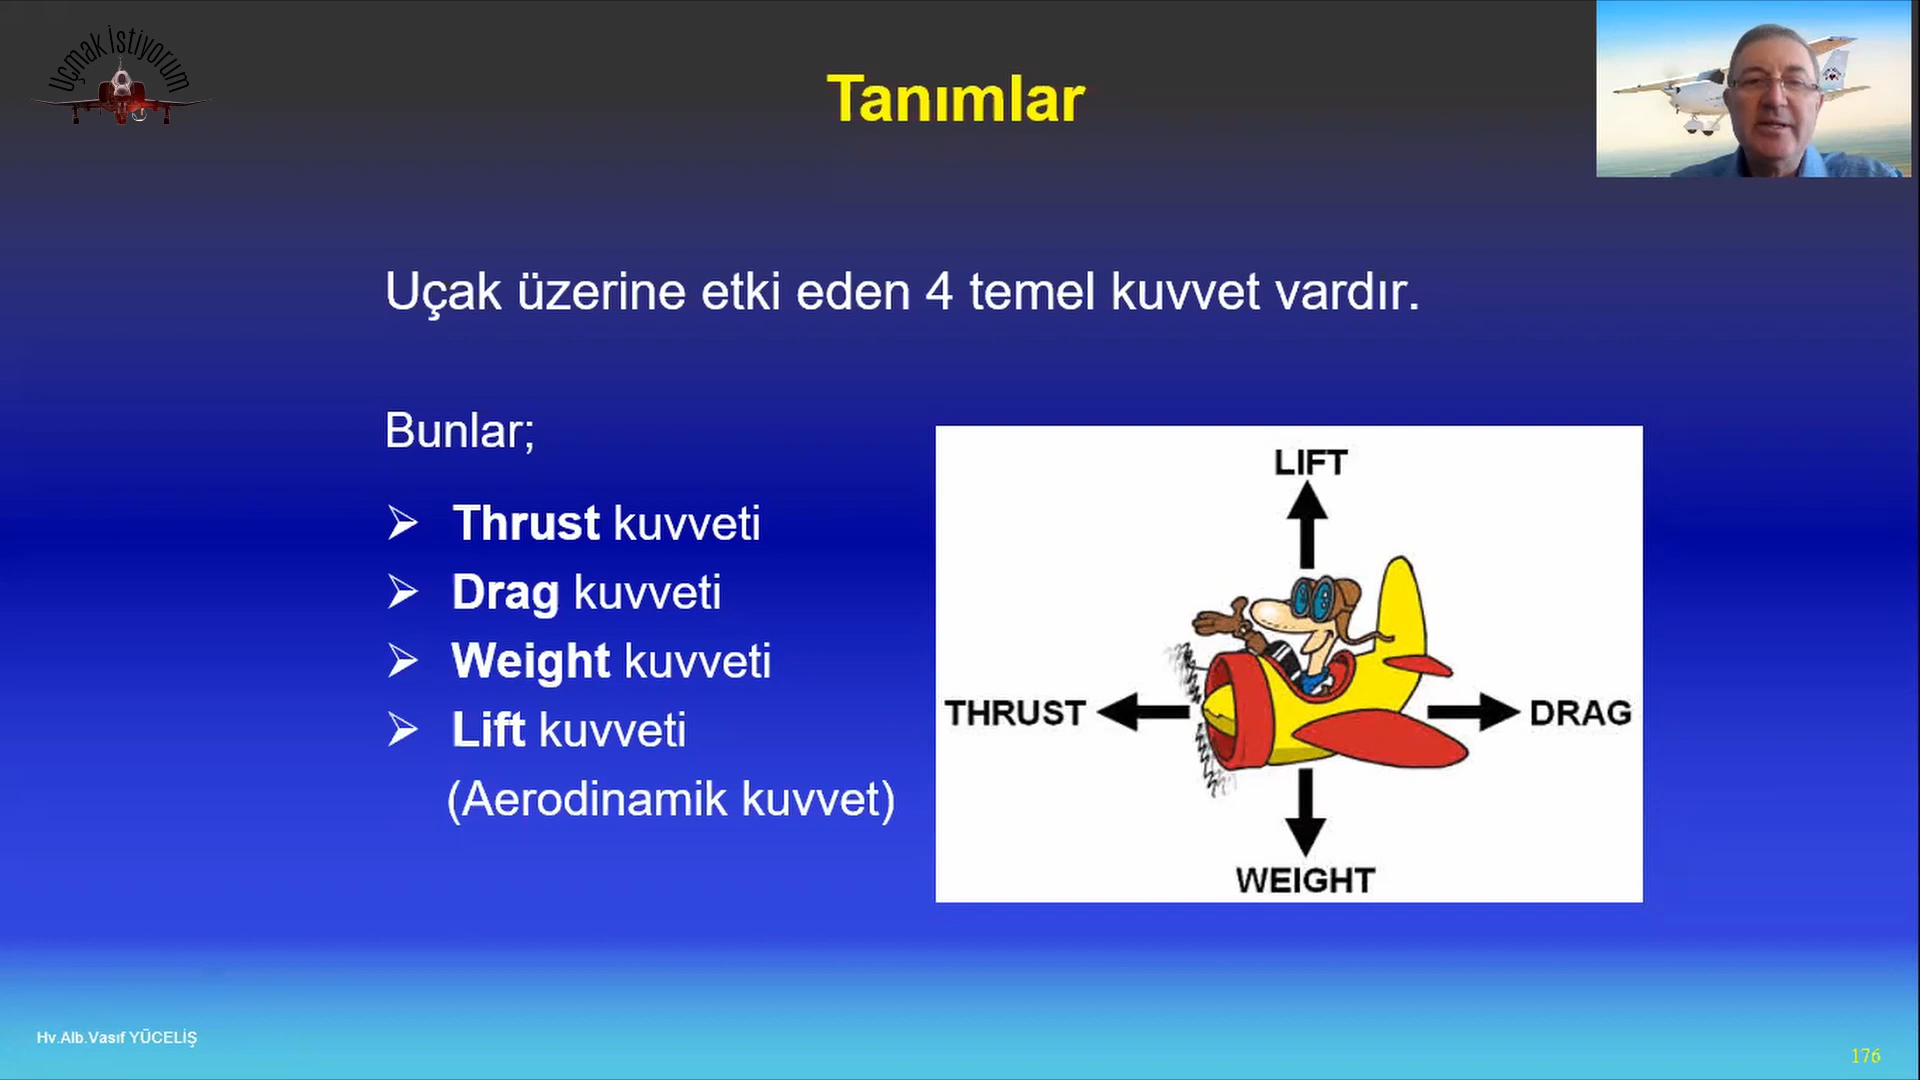 Uçmak İstiyorum
Tanımlar
Uçak üzerine etki eden 4 temel kuvvet vardır.
Bunlar;
Thrust kuvveti
Drag kuvveti
Weight kuvveti
Lift kuvveti
(Aerodinamik kuvvet)
LIFT
THRUST
DRAG
WEIGHT
Hv.Alb.Vasıf YÜCELİŞ
176